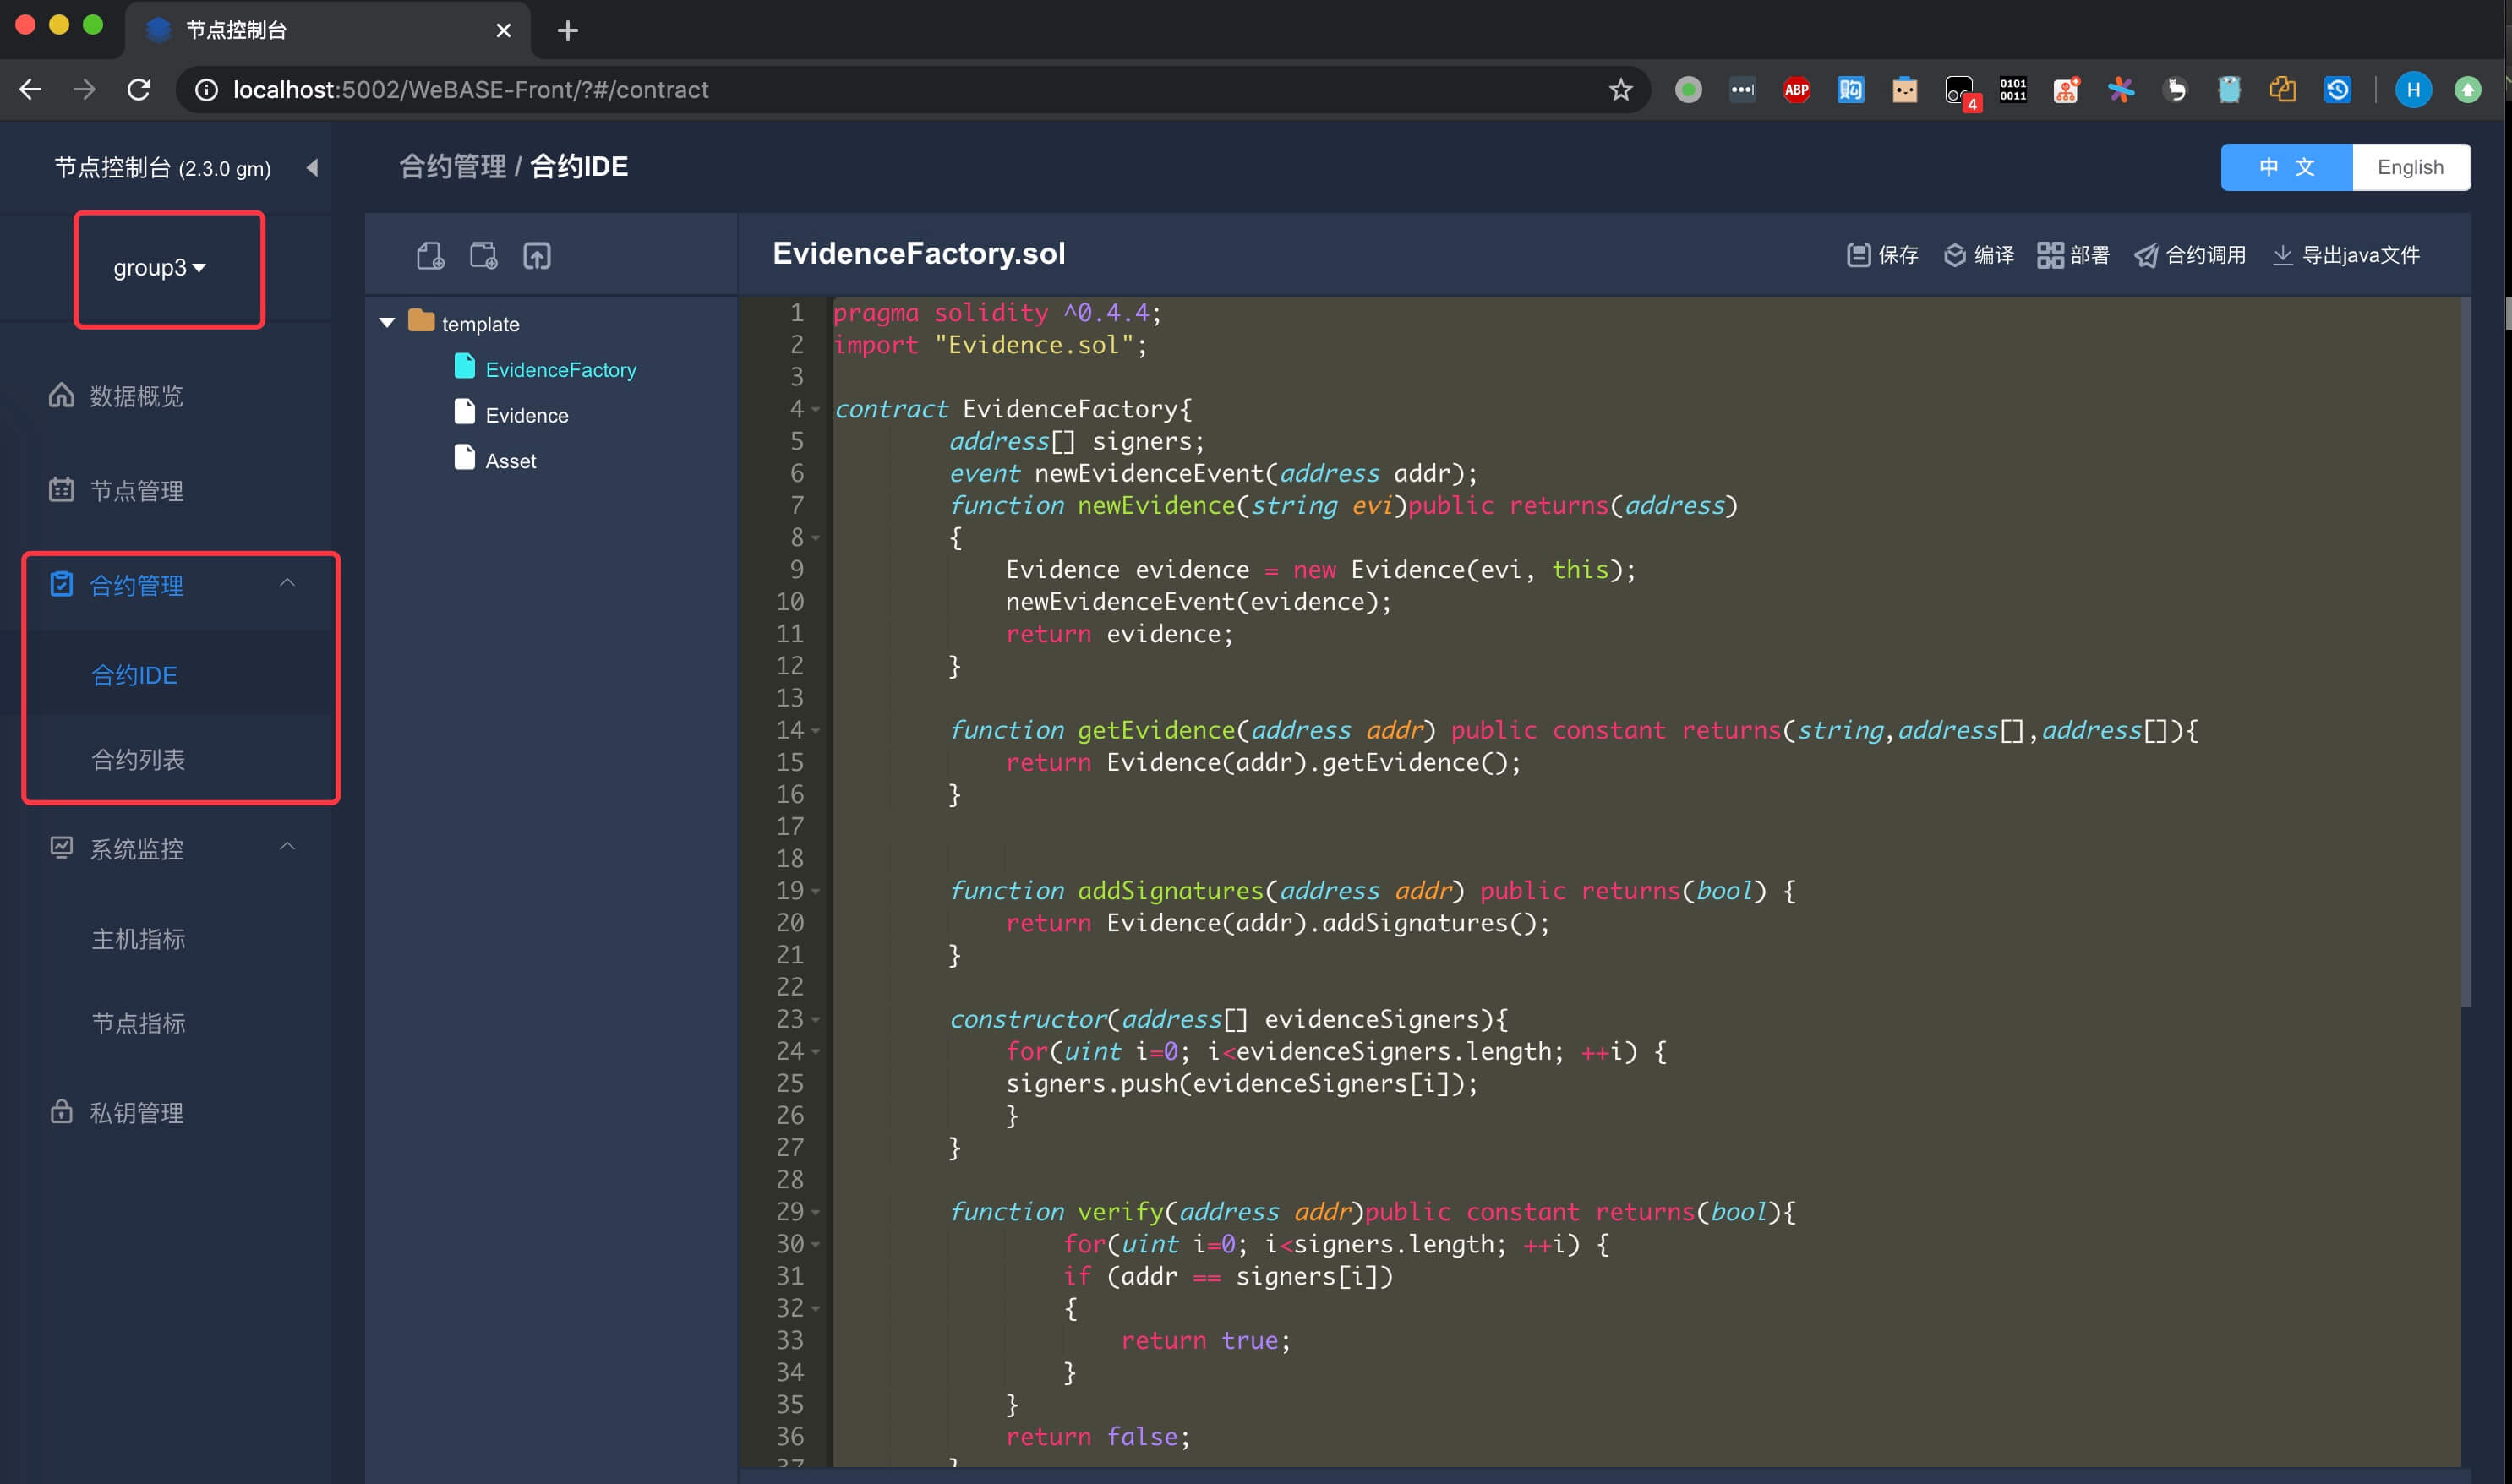 节点控制台
localhost:5002/WeBASE-Front/?#/contract
ABP
购
4
0101
0011
H
节点控制台 (2.3.0 gm)
group3
数据概览
节点管理
合约管理
合约IDE
合约列表
系统监控
主机指标
节点指标
私钥管理
合约管理 / 合约IDE
中 文
English
template
EvidenceFactory
Evidence
Asset
EvidenceFactory.sol
保存
编译
部署
合约调用
导出java文件
1 pragma solidity ^0.4.4;
2 import "Evidence.sol";
3
4 contract EvidenceFactory{
5 address[] signers;
6 event newEvidenceEvent(address addr);
7 function newEvidence(string evi)public returns(address)
8 {
9 Evidence evidence = new Evidence(evi, this);
10 newEvidenceEvent(evidence);
11 return evidence;
12 }
13
14 function getEvidence(address addr) public constant returns(string,address[],address[]){
15 return Evidence(addr).getEvidence();
16 }
17
18
19 function addSignatures(address addr) public returns(bool) {
20 return Evidence(addr).addSignatures();
21 }
22
23 constructor(address[] evidenceSigners){
24 for(uint i=0; i<evidenceSigners.length; ++i) {
25 signers.push(evidenceSigners[i]);
26 }
27 }
28
29 function verify(address addr)public constant returns(bool){
30 for(uint i=0; i<signers.length; ++i) {
31 if (addr == signers[i])
32 {
33 return true;
34 }
35 }
36 return false;
37 }